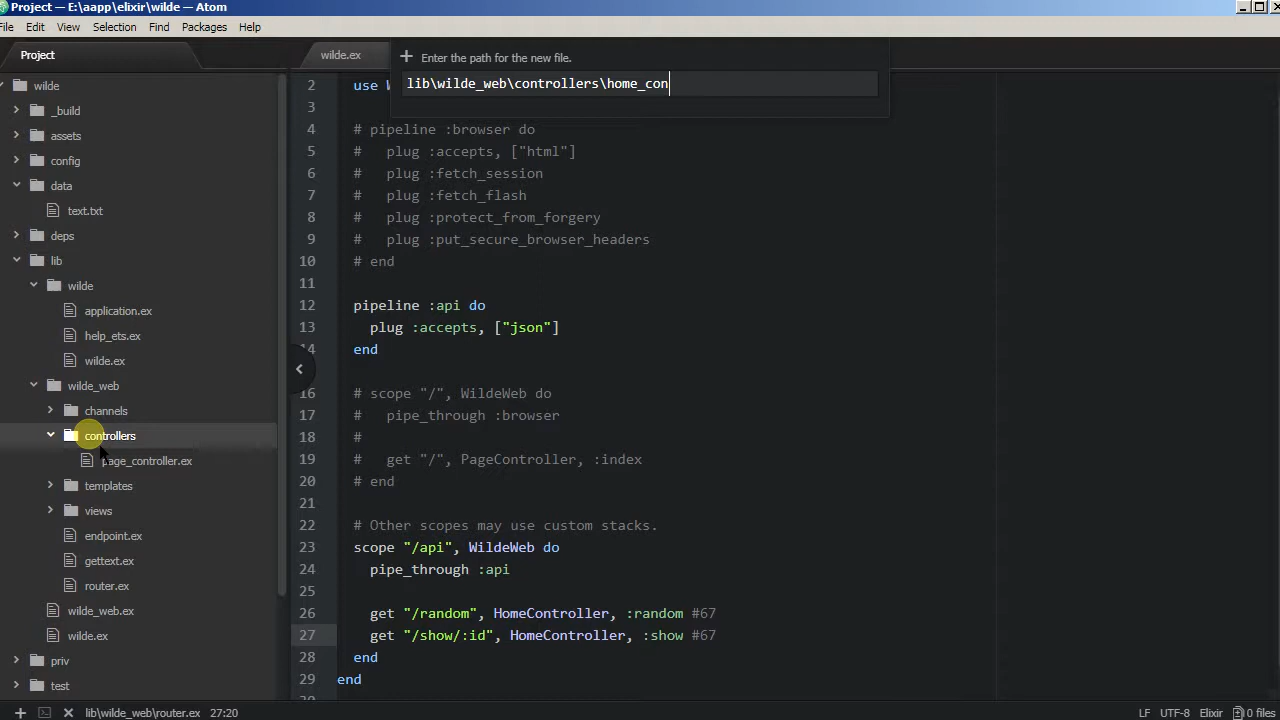 Project — E:\aapp\elixir\wilde — Atom
File Edit View Selection Find Packages Help
Project
wilde
_build
assets
config
data
text.txt
deps
lib
wilde
application.ex
help_ets.ex
wilde.ex
wilde_web
channels
controllers
page_controller.ex
templates
views
endpoint.ex
gettext.ex
router.ex
wilde_web.ex
wilde.ex
priv
test
wilde.ex
Enter the path for the new file.
lib\wilde_web\controllers\home_con
2 use W
3
4 # pipeline :browser do
5 #   plug :accepts, ["html"]
6 #   plug :fetch_session
7 #   plug :fetch_flash
8 #   plug :protect_from_forgery
9 #   plug :put_secure_browser_headers
10 # end
11
12 pipeline :api do
13 plug :accepts, ["json"]
14 end
16 # scope "/", WildeWeb do
17 #   pipe_through :browser
18 #
19 #   get "/", PageController, :index
20 # end
21
22 # Other scopes may use custom stacks.
23 scope "/api", WildeWeb do
24 pipe_through :api
25
26 get "/random", HomeController, :random #67
27 get "/show/:id", HomeController, :show #67
28 end
29 end
30
lib\wilde_web\router.ex 27:20 LF UTF-8 Elixir 0 files